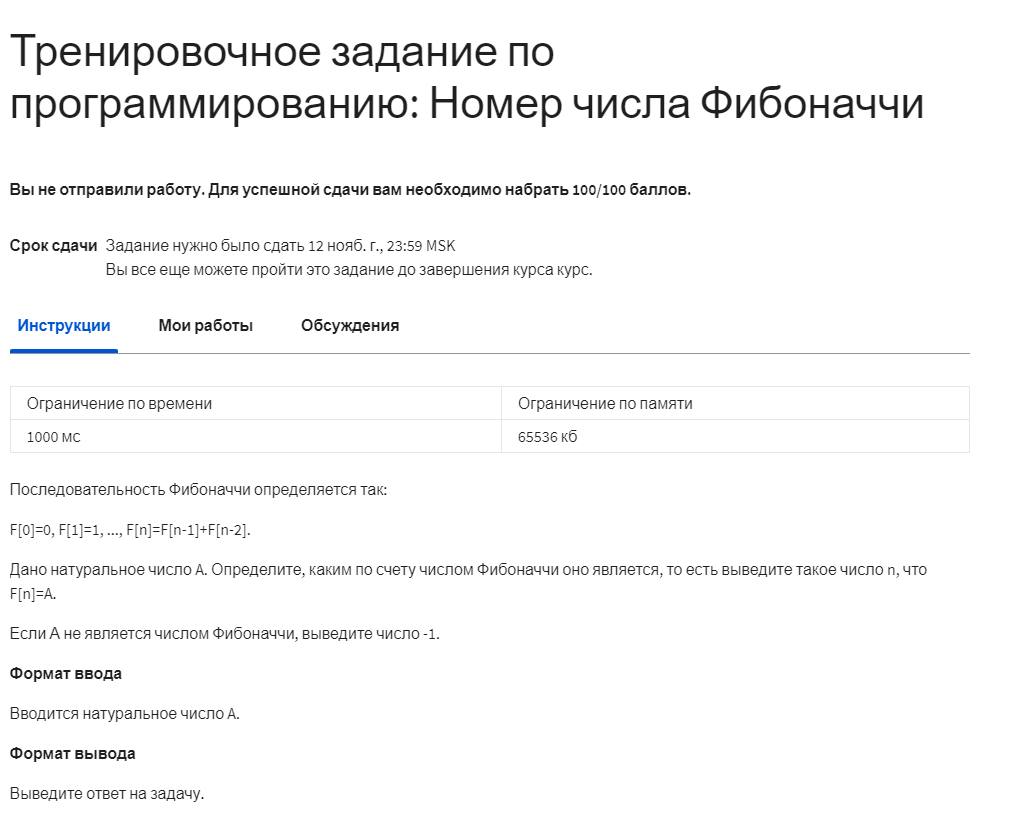 Тренировочное задание по
программированию: Номер числа Фибоначчи
Вы не отправили работу. Для успешной сдачи вам необходимо набрать 100/100 баллов.
Срок сдачи Задание нужно было сдать 12 нояб. г., 23:59 MSK
Вы все еще можете пройти это задание до завершения курса курс.
Инструкции Мои работы Обсуждения
Ограничение по времени Ограничение по памяти
1000 мс 65536 кб
Последовательность Фибоначчи определяется так:
F[0]=0, F[1]=1, ..., F[n]=F[n-1]+F[n-2].
Дано натуральное число A. Определите, каким по счету числом Фибоначчи оно является, то есть выведите такое число n, что
F[n]=A.
Если А не является числом Фибоначчи, выведите число -1.
Формат ввода
Вводится натуральное число A.
Формат вывода
Выведите ответ на задачу.